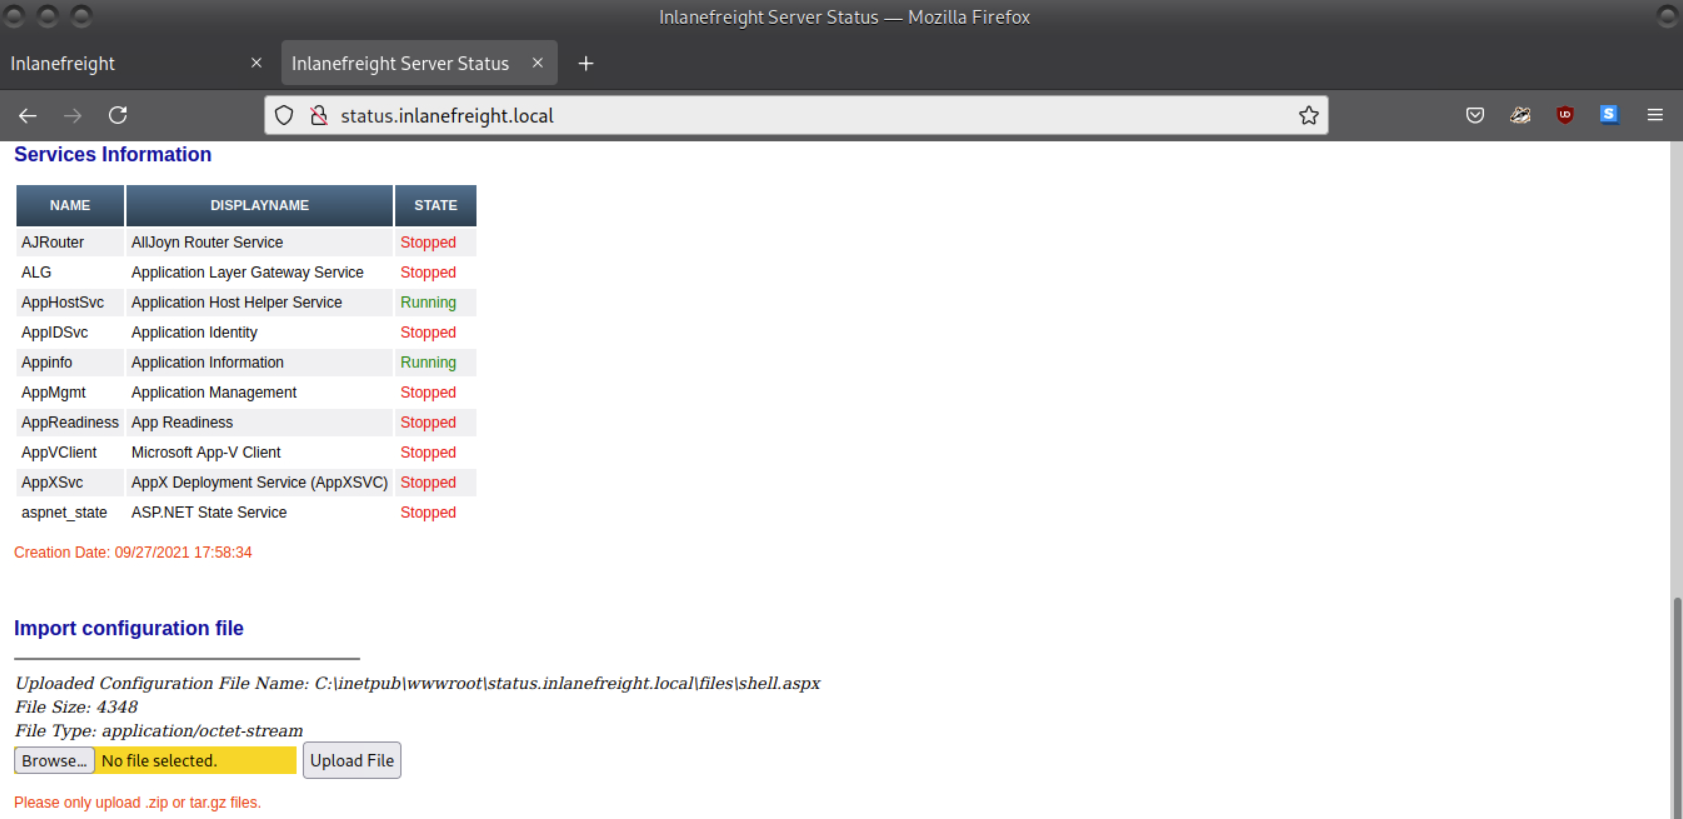 Inlanefreight Server Status — Mozilla Firefox
Inlanefreight × Inlanefreight Server Status × +
status.inlanefreight.local
Services Information
NAME DISPLAYNAME STATE
AJRouter AllJoyn Router Service Stopped
ALG Application Layer Gateway Service Stopped
AppHostSvc Application Host Helper Service Running
AppIDSvc Application Identity Stopped
Appinfo Application Information Running
AppMgmt Application Management Stopped
AppReadiness App Readiness Stopped
AppVClient Microsoft App-V Client Stopped
AppXSvc AppX Deployment Service (AppXSVC) Stopped
aspnet_state ASP.NET State Service Stopped
Creation Date: 09/27/2021 17:58:34
Import configuration file
Uploaded Configuration File Name: C:\inetpub\wwwroot\status.inlanefreight.local\files\shell.aspx
File Size: 4348
File Type: application/octet-stream
Browse... No file selected. Upload File
Please only upload .zip or tar.gz files.